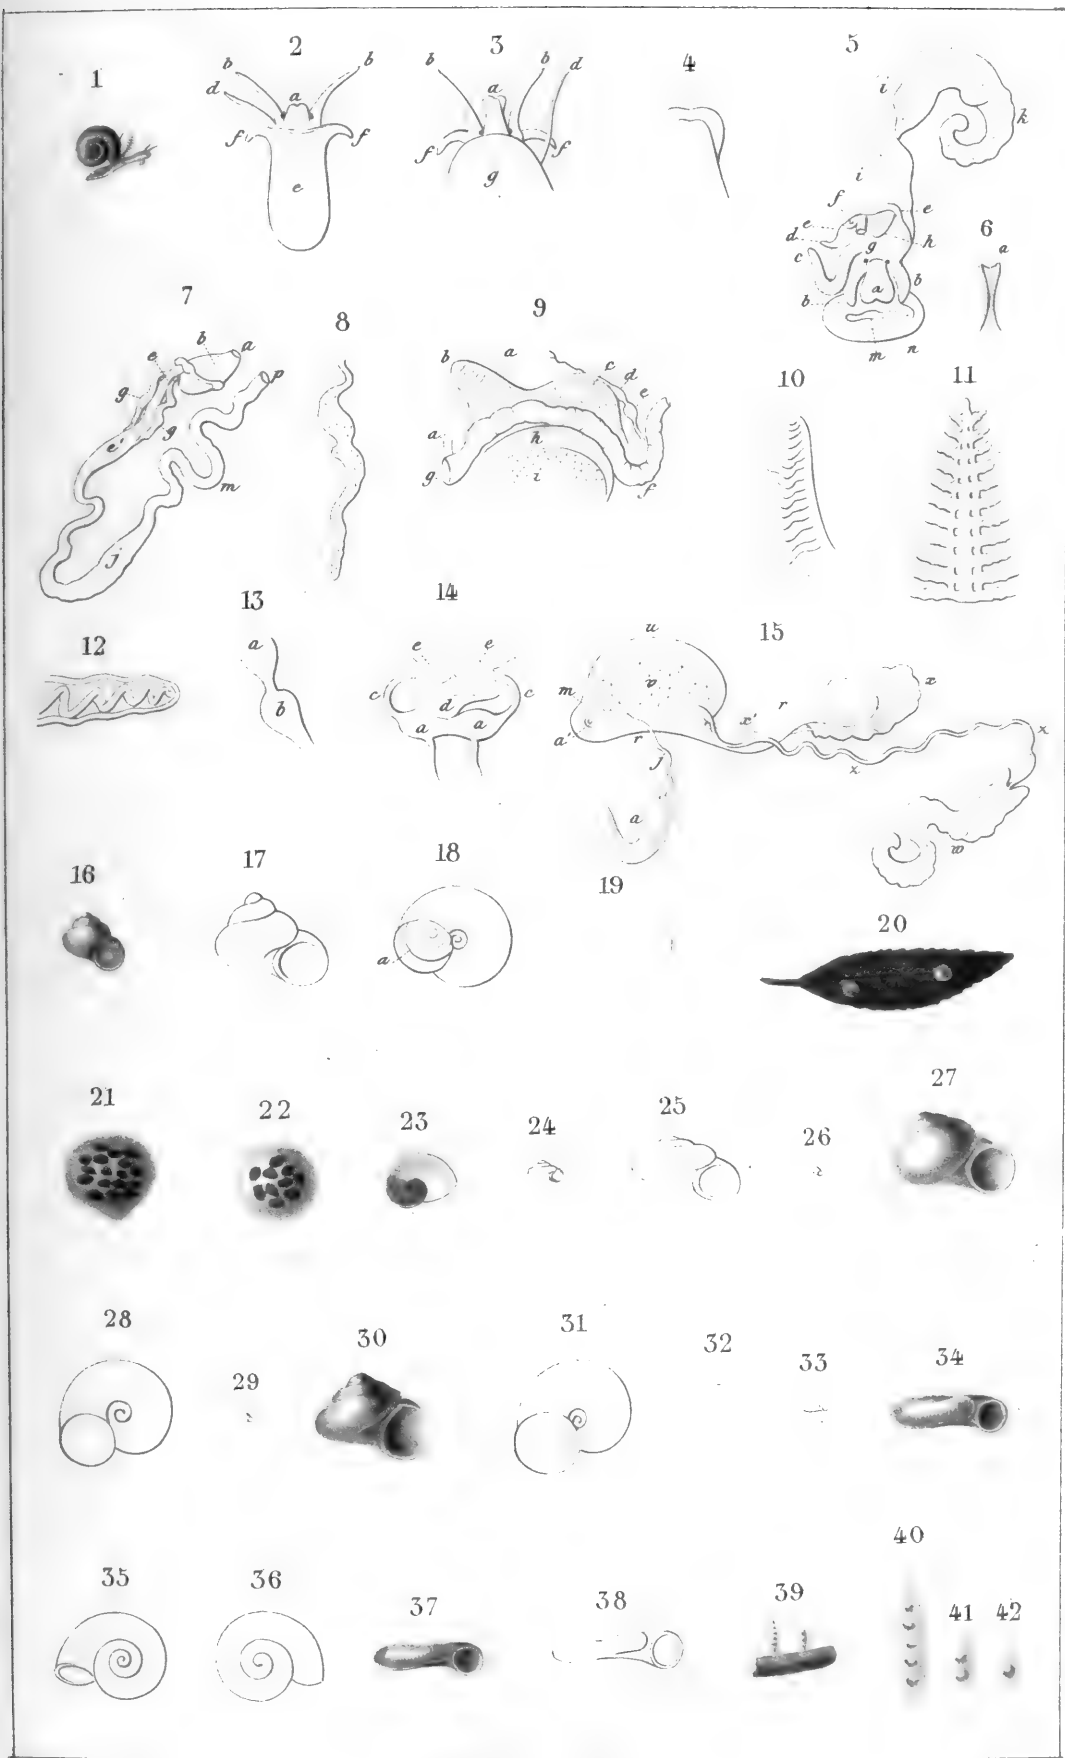 1 2 3 4 5
b b
d a
f f
e
b a b d
f f
g
i
k
i
f e
e
d h
c g
b a b
m n
6
a
7 8 9
b a
e p
g
e g
m
j
b a c d e
a
g h
i f
10 11
12 13 14 15
a
b
e e
c c
d
a a
u
m v x
r x'
a' r
j x
x
a
w
16 17 18 19 20
a
21 22 23 24 25 26 27
28 29 30 31 32 33 34
35 36 37 38 39 40 41 42